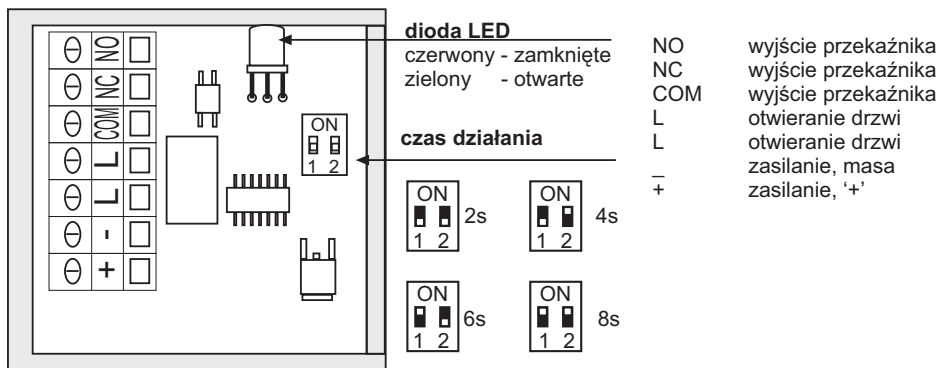 NO
NC
COM
L
L
-
+
ON
1 2
dioda LED
czerwony - zamknięte
zielony - otwarte
czas działania
ON
2s
1 2
ON
4s
1 2
ON
6s
1 2
ON
8s
1 2
NO wyjście przekaźnika
NC wyjście przekaźnika
COM wyjście przekaźnika
L otwieranie drzwi
L otwieranie drzwi
_ zasilanie, masa
+ zasilanie, ‘+’